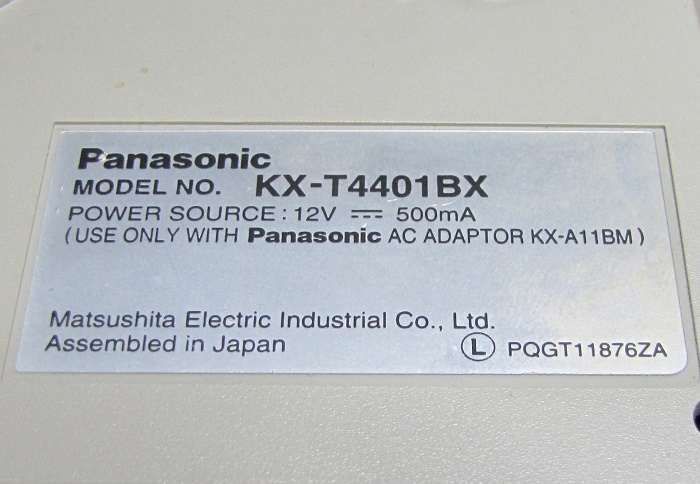 Panasonic
MODEL NO. KX-T4401BX
POWER SOURCE: 12V ⎓ 500mA
(USE ONLY WITH Panasonic AC ADAPTOR KX-A11BM)
Matsushita Electric Industrial Co., Ltd.
Assembled in Japan Ⓛ PQGT11876ZA